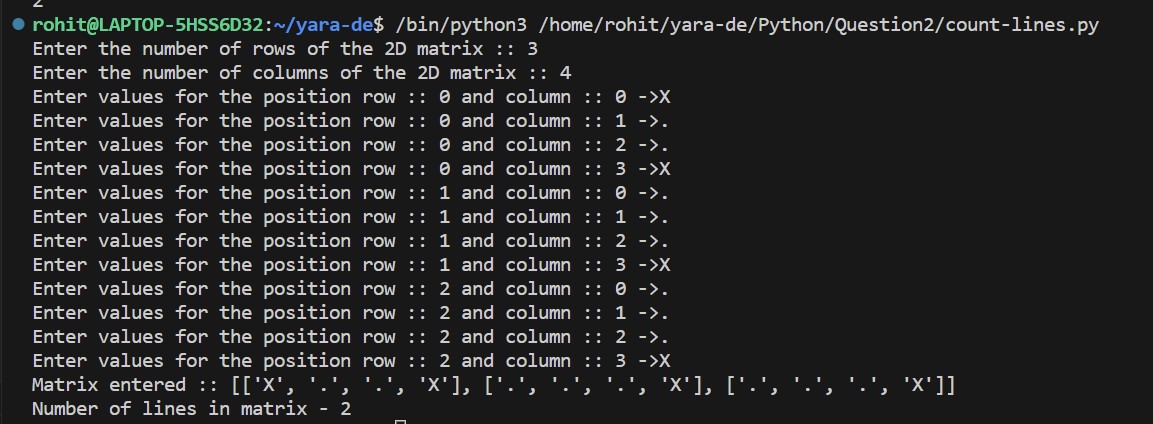 2
rohit@LAPTOP-5HSS6D32:~/yara-de$ /bin/python3 /home/rohit/yara-de/Python/Question2/count-lines.py
Enter the number of rows of the 2D matrix :: 3
Enter the number of columns of the 2D matrix :: 4
Enter values for the position row :: 0 and column :: 0 ->X
Enter values for the position row :: 0 and column :: 1 ->.
Enter values for the position row :: 0 and column :: 2 ->.
Enter values for the position row :: 0 and column :: 3 ->X
Enter values for the position row :: 1 and column :: 0 ->.
Enter values for the position row :: 1 and column :: 1 ->.
Enter values for the position row :: 1 and column :: 2 ->.
Enter values for the position row :: 1 and column :: 3 ->X
Enter values for the position row :: 2 and column :: 0 ->.
Enter values for the position row :: 2 and column :: 1 ->.
Enter values for the position row :: 2 and column :: 2 ->.
Enter values for the position row :: 2 and column :: 3 ->X
Matrix entered :: [['X', '.', '.', 'X'], ['.', '.', '.', 'X'], ['.', '.', '.', 'X']]
Number of lines in matrix - 2